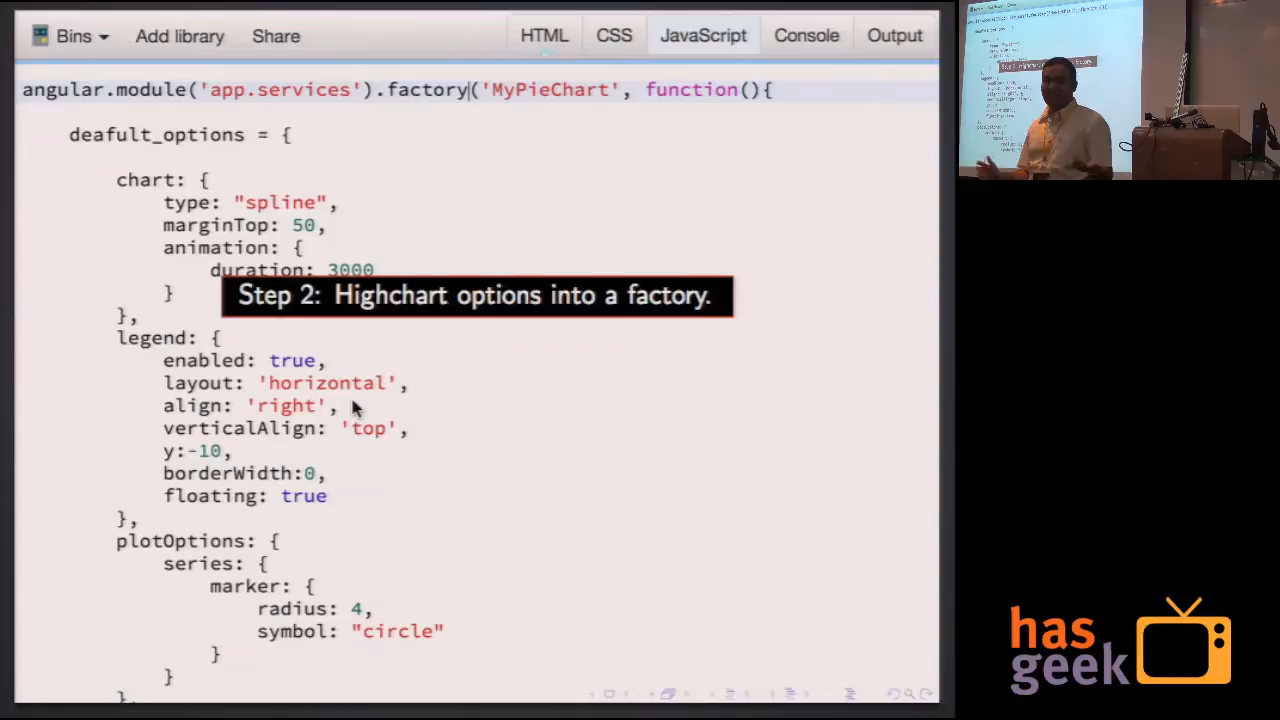 Bins Add library Share HTML CSS JavaScript Console Output
angular.module('app.services').factory('MyPieChart', function(){
deafult_options = {
chart: {
type: "spline",
marginTop: 50,
animation: {
duration: 3000
}
Step 2: Highchart options into a factory.
},
legend: {
enabled: true,
layout: 'horizontal',
align: 'right',
verticalAlign: 'top',
y:-10,
borderWidth:0,
floating: true
},
plotOptions: {
series: {
marker: {
radius: 4,
symbol: "circle"
}
}
},
has
geek